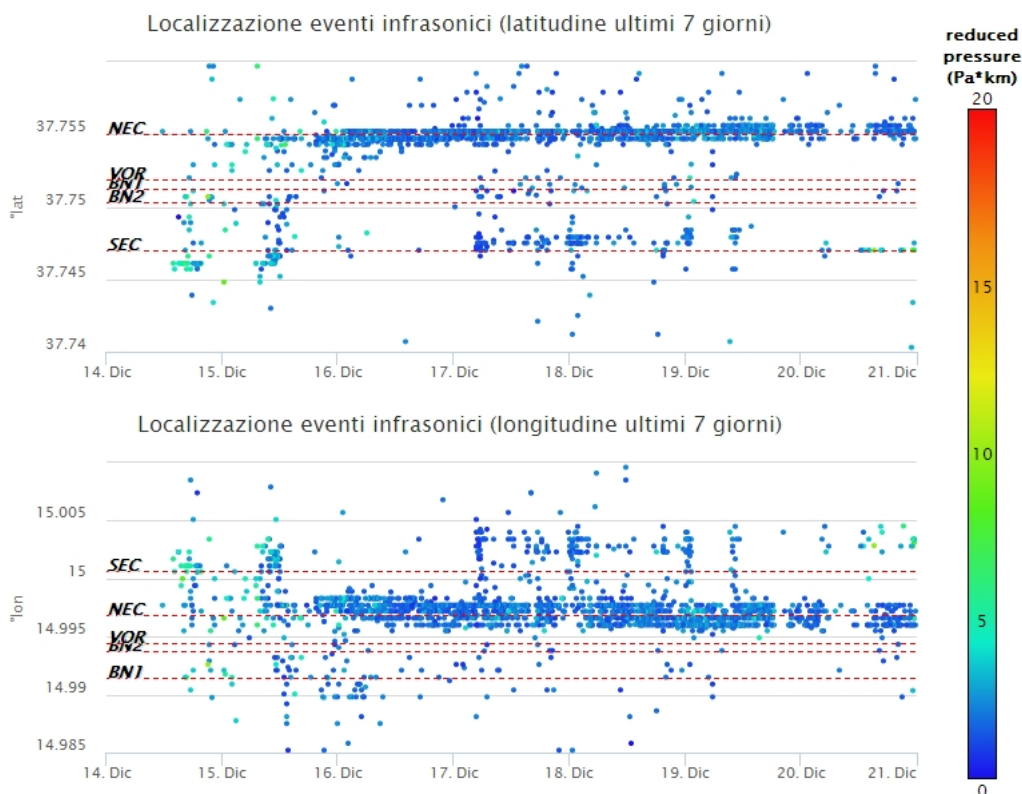 Localizzazione eventi infrasonici (latitudine ultimi 7 giorni)
reduced
pressure
(Pa*km)
20
15
10
5
0
37.755
37.75
37.745
37.74
°lat
NEC
VOR
BN1
BN2
SEC
14. Dic 15. Dic 16. Dic 17. Dic 18. Dic 19. Dic 20. Dic 21. Dic
Localizzazione eventi infrasonici (longitudine ultimi 7 giorni)
15.005
15
14.995
14.99
14.985
°lon
SEC
NEC
VOR
BN2
BN1
14. Dic 15. Dic 16. Dic 17. Dic 18. Dic 19. Dic 20. Dic 21. Dic